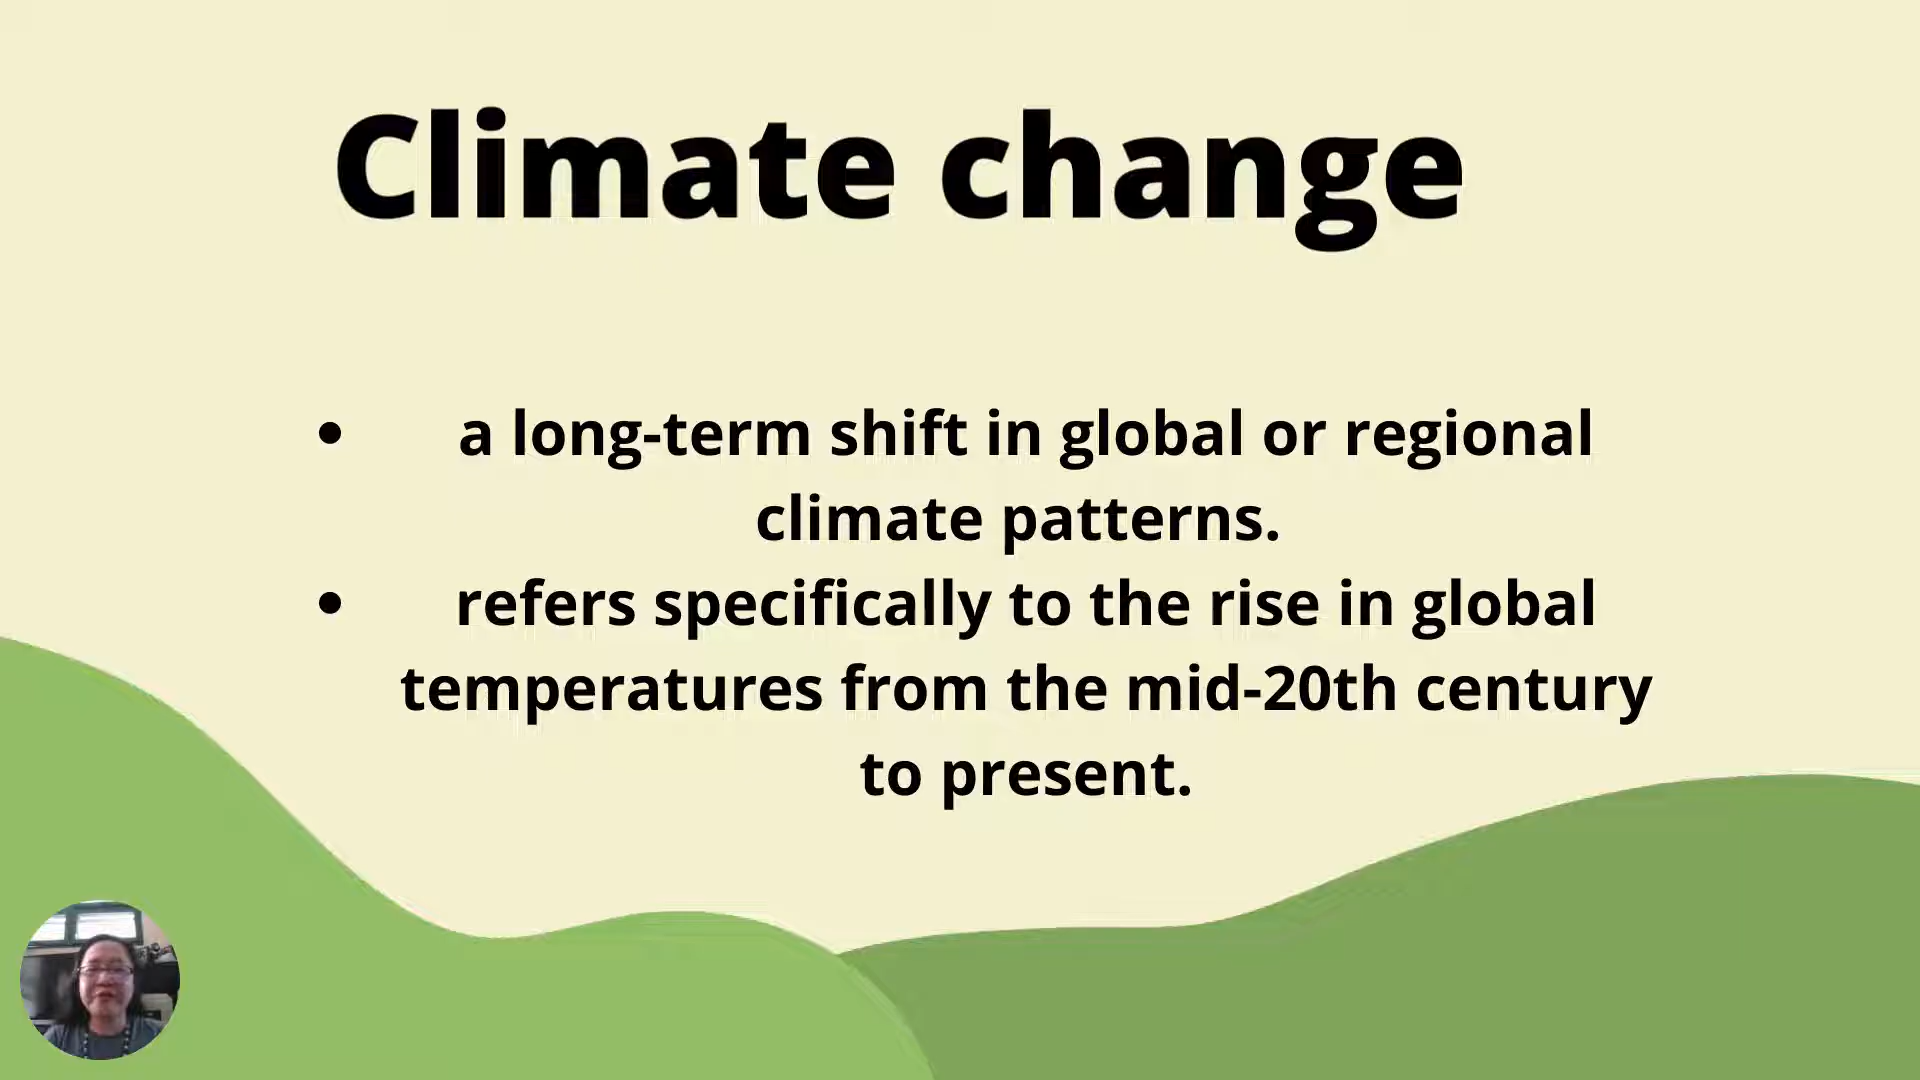 Climate change
• a long-term shift in global or regional
climate patterns.
• refers specifically to the rise in global
temperatures from the mid-20th century
to present.